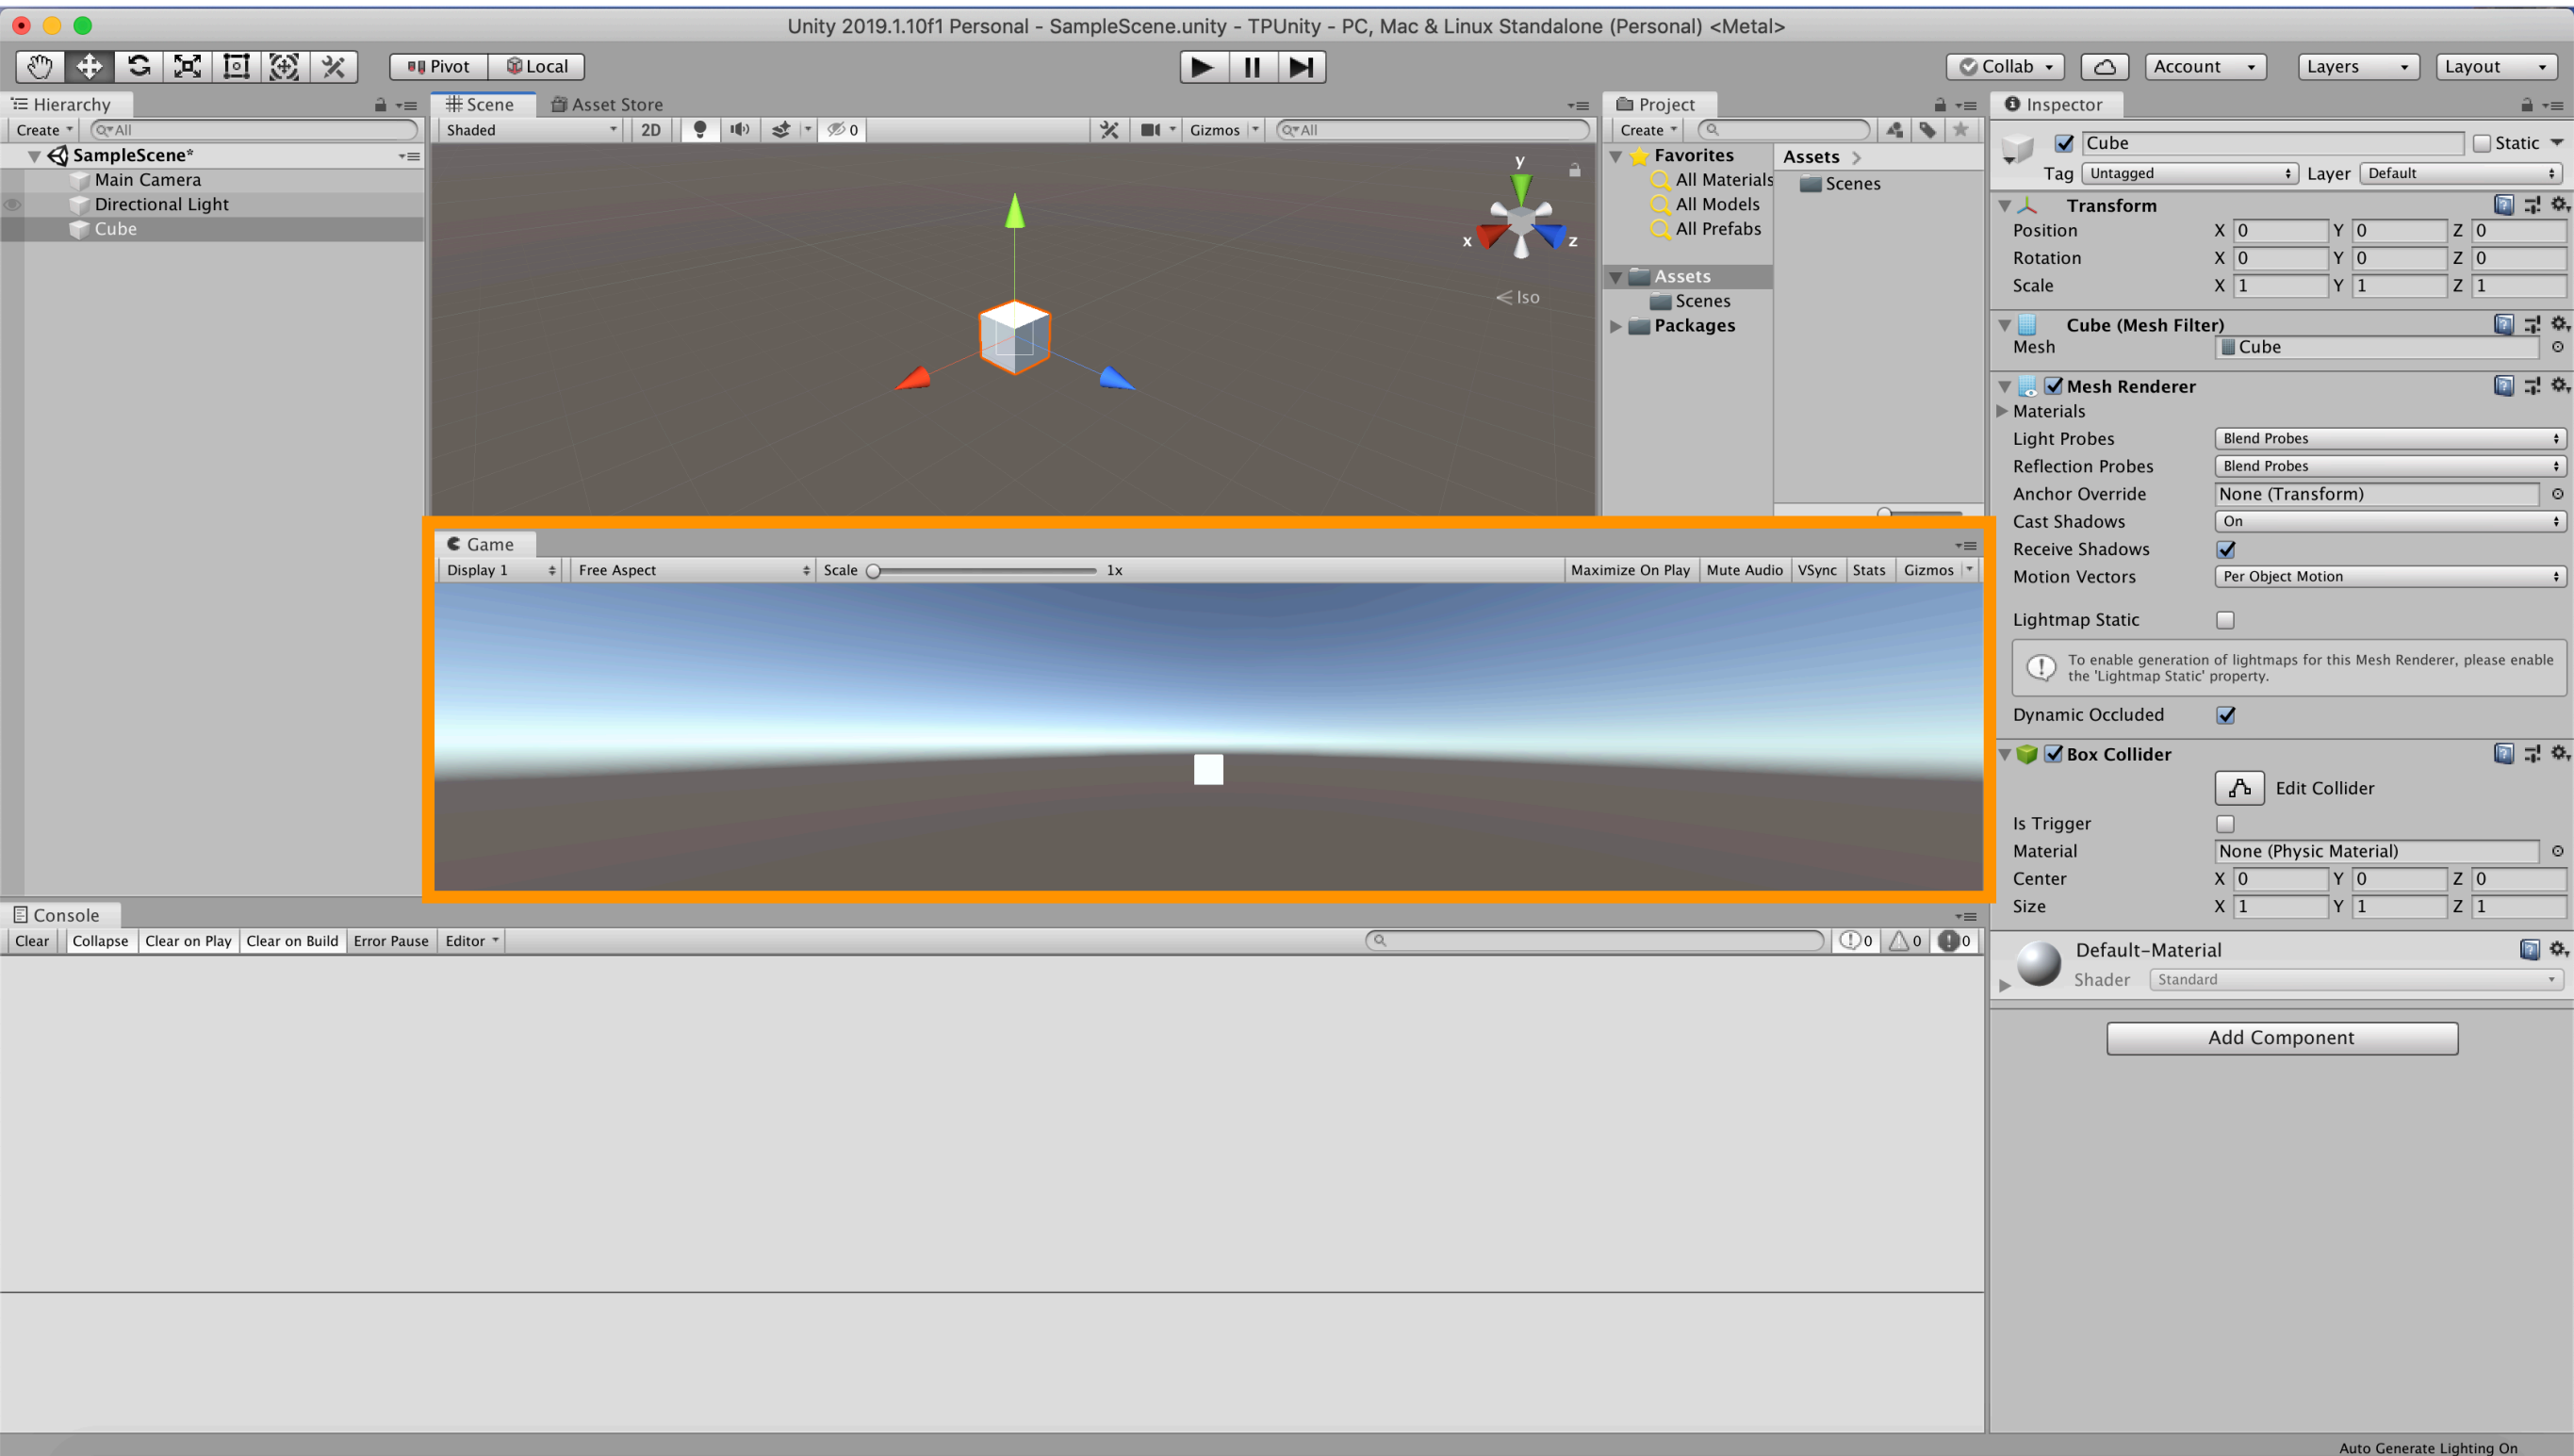 Unity 2019.1.10f1 Personal - SampleScene.unity - TPUnity - PC, Mac & Linux Standalone (Personal) <Metal>
Pivot Local Collab Account Layers Layout
Hierarchy
Create All
SampleScene*
Main Camera
Directional Light
Cube
Scene Asset Store
Shaded 2D 0 Gizmos All
y
x z
Iso
Project
Create
Favorites
All Materials
All Models
All Prefabs
Assets
Scenes
Packages
Assets
Scenes
Game
Display 1 Free Aspect Scale 1x Maximize On Play Mute Audio VSync Stats Gizmos
Console
Clear Collapse Clear on Play Clear on Build Error Pause Editor 0 0 0
Inspector
Cube Static
Tag Untagged Layer Default
Transform
Position X 0 Y 0 Z 0
Rotation X 0 Y 0 Z 0
Scale X 1 Y 1 Z 1
Cube (Mesh Filter)
Mesh Cube
Mesh Renderer
Materials
Light Probes Blend Probes
Reflection Probes Blend Probes
Anchor Override None (Transform)
Cast Shadows On
Receive Shadows
Motion Vectors Per Object Motion
Lightmap Static
To enable generation of lightmaps for this Mesh Renderer, please enable
the 'Lightmap Static' property.
Dynamic Occluded
Box Collider
Edit Collider
Is Trigger
Material None (Physic Material)
Center X 0 Y 0 Z 0
Size X 1 Y 1 Z 1
Default-Material
Shader Standard
Add Component
Auto Generate Lighting On